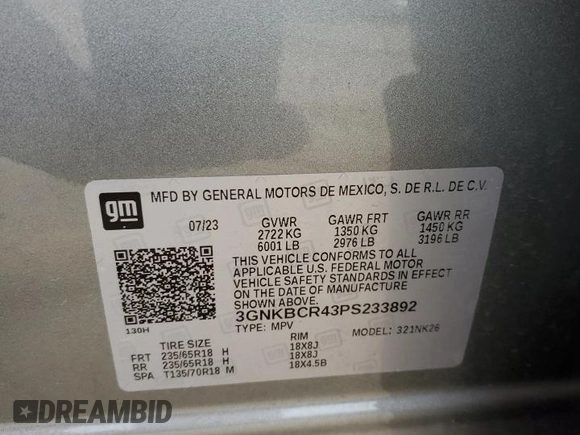 gm
MFD BY GENERAL MOTORS DE MEXICO, S. DE R.L. DE C.V.
07/23 GVWR GAWR FRT GAWR RR
2722 KG 1350 KG 1450 KG
6001 LB 2976 LB 3196 LB
THIS VEHICLE CONFORMS TO ALL
APPLICABLE U.S. FEDERAL MOTOR
VEHICLE SAFETY STANDARDS IN EFFECT
ON THE DATE OF MANUFACTURE
SHOWN ABOVE.
3GNKBCR43PS233892
130H TYPE: MPV MODEL: 321NK26
TIRE SIZE RIM
FRT 235/65R18 H 18X8J
RR 235/65R18 H 18X8J
SPA T135/70R18 M 18X4.5B
DREAMBID